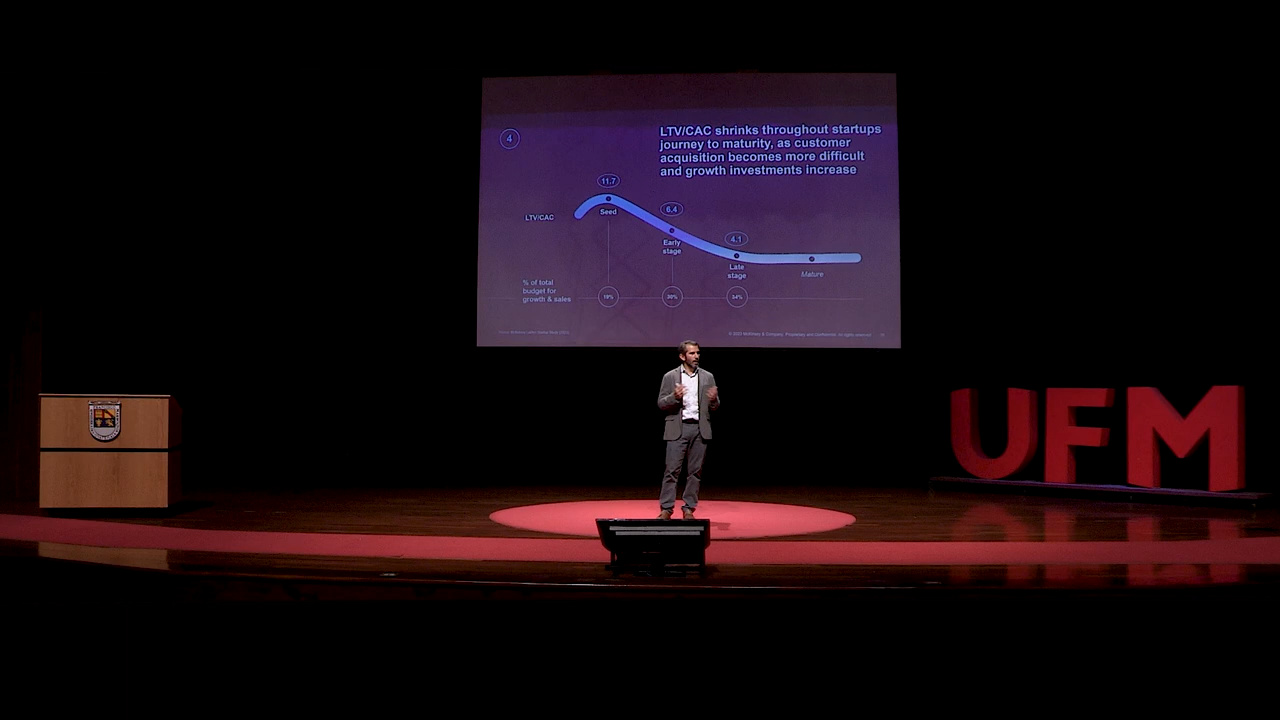 4
LTV/CAC shrinks throughout startups
journey to maturity, as customer
acquisition becomes more difficult
and growth investments increase
11.7
6.4
4.1
LTV/CAC
Seed
Early
stage
Late
stage
Mature
% of total
budget for
growth & sales
30%
34%
UFM